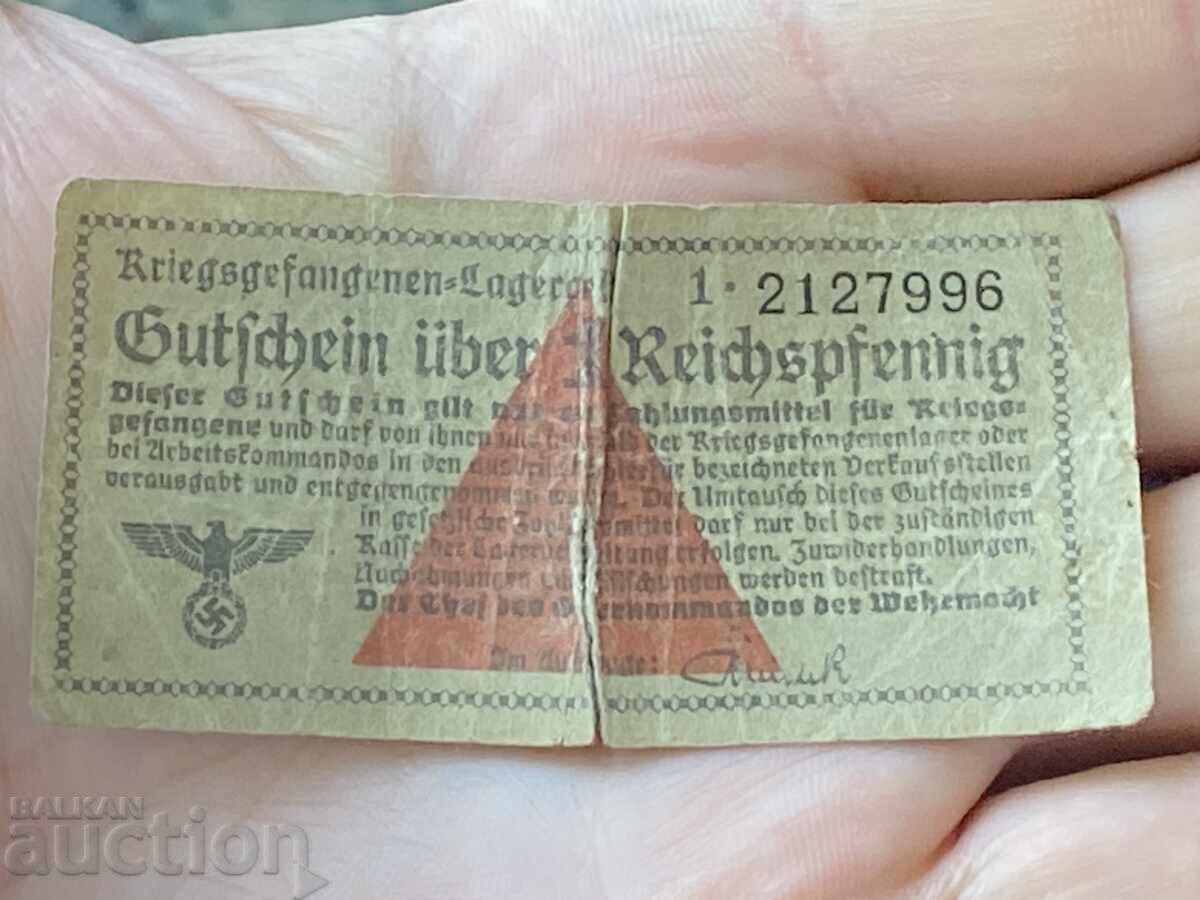 Kriegsgefangenen-Lagergel
1 · 2127996
Gutschein über 1 Reichspfennig
Dieser Gutschein gilt nur als Zahlungsmittel für Kriegs-
gefangene und darf von ihnen nur innerhalb der Kriegsgefangenenlager oder
bei Arbeitskommandos in den ausdrücklich hierfür bezeichneten Verkaufsstellen
verausgabt und entgegengenommen werden. Der Umtausch dieses Gutscheines
in gesetzliche Zahlungsmittel darf nur bei der zuständigen
Kasse der Lagerverwaltung erfolgen. Zuwiderhandlungen,
Nachahmungen und Fälschungen werden bestraft.
Der Chef des Oberkommandos der Wehrmacht
Im Auftrage:
BALKAN
auction